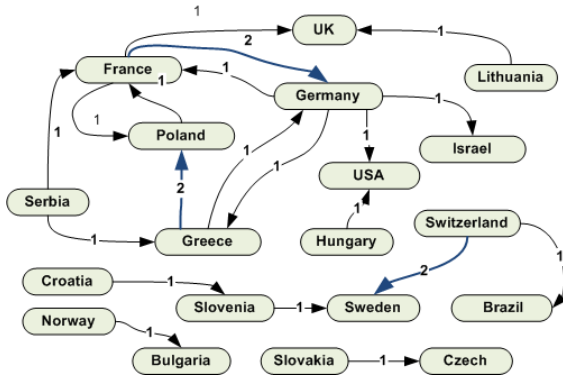 1
UK
2
1
France
1
1
Lithuania
Germany
1
1
1
1
Poland
1
1
Israel
2
USA
Serbia
1
1
Switzerland
1
Greece
Hungary
1
Croatia
1
2
Slovenia
1
Sweden
Brazil
Norway
1
Bulgaria
Slovakia
1
Czech